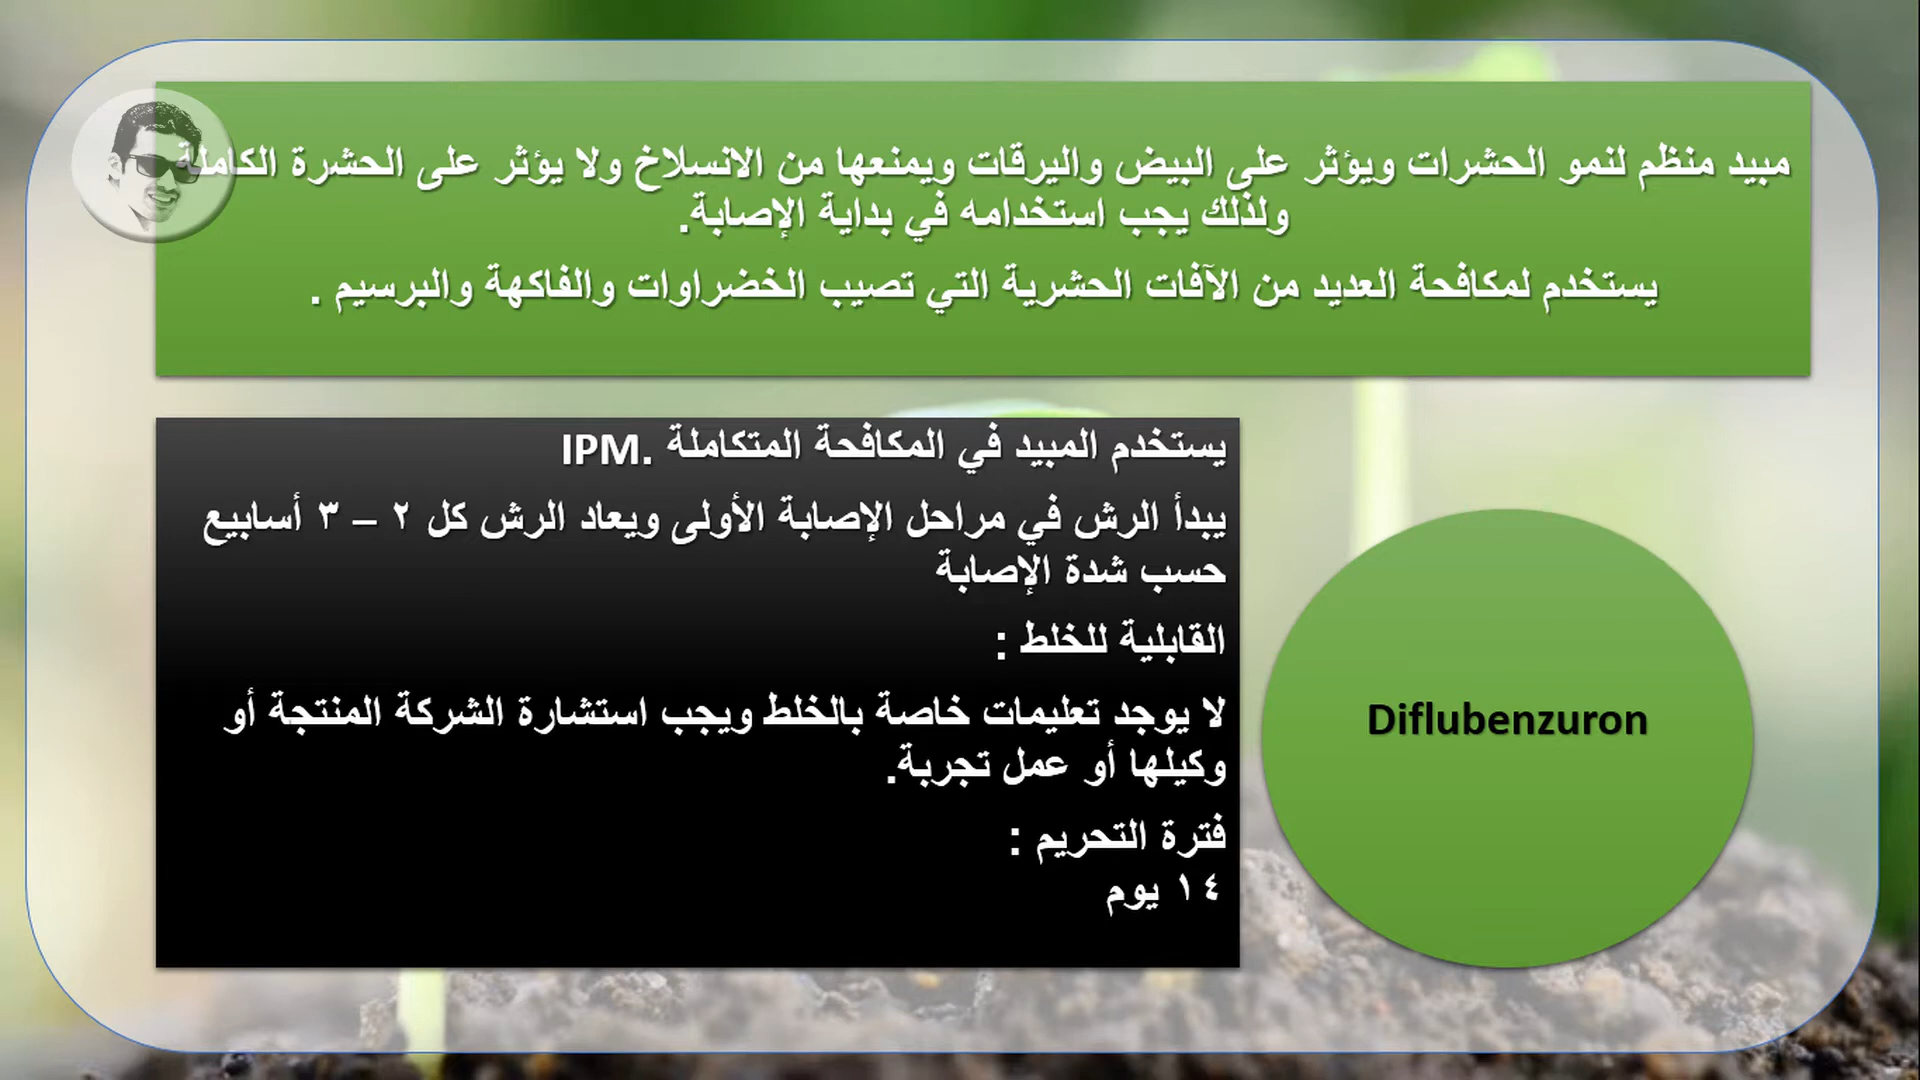 مبيد منظم لنمو الحشرات ويؤثر على البيض واليرقات ويمنعها من الانسلاخ ولا يؤثر على الحشرة الكاملة
ولذلك يجب استخدامه في بداية الإصابة.
يستخدم لمكافحة العديد من الآفات الحشرية التي تصيب الخضراوات والفاكهة والبرسيم .
يستخدم المبيد في المكافحة المتكاملة .IPM
يبدأ الرش في مراحل الإصابة الأولى ويعاد الرش كل ٢ – ٣ أسابيع
حسب شدة الإصابة
القابلية للخلط :
لا يوجد تعليمات خاصة بالخلط ويجب استشارة الشركة المنتجة أو
وكيلها أو عمل تجربة.
فترة التحريم :
١٤ يوم
Diflubenzuron